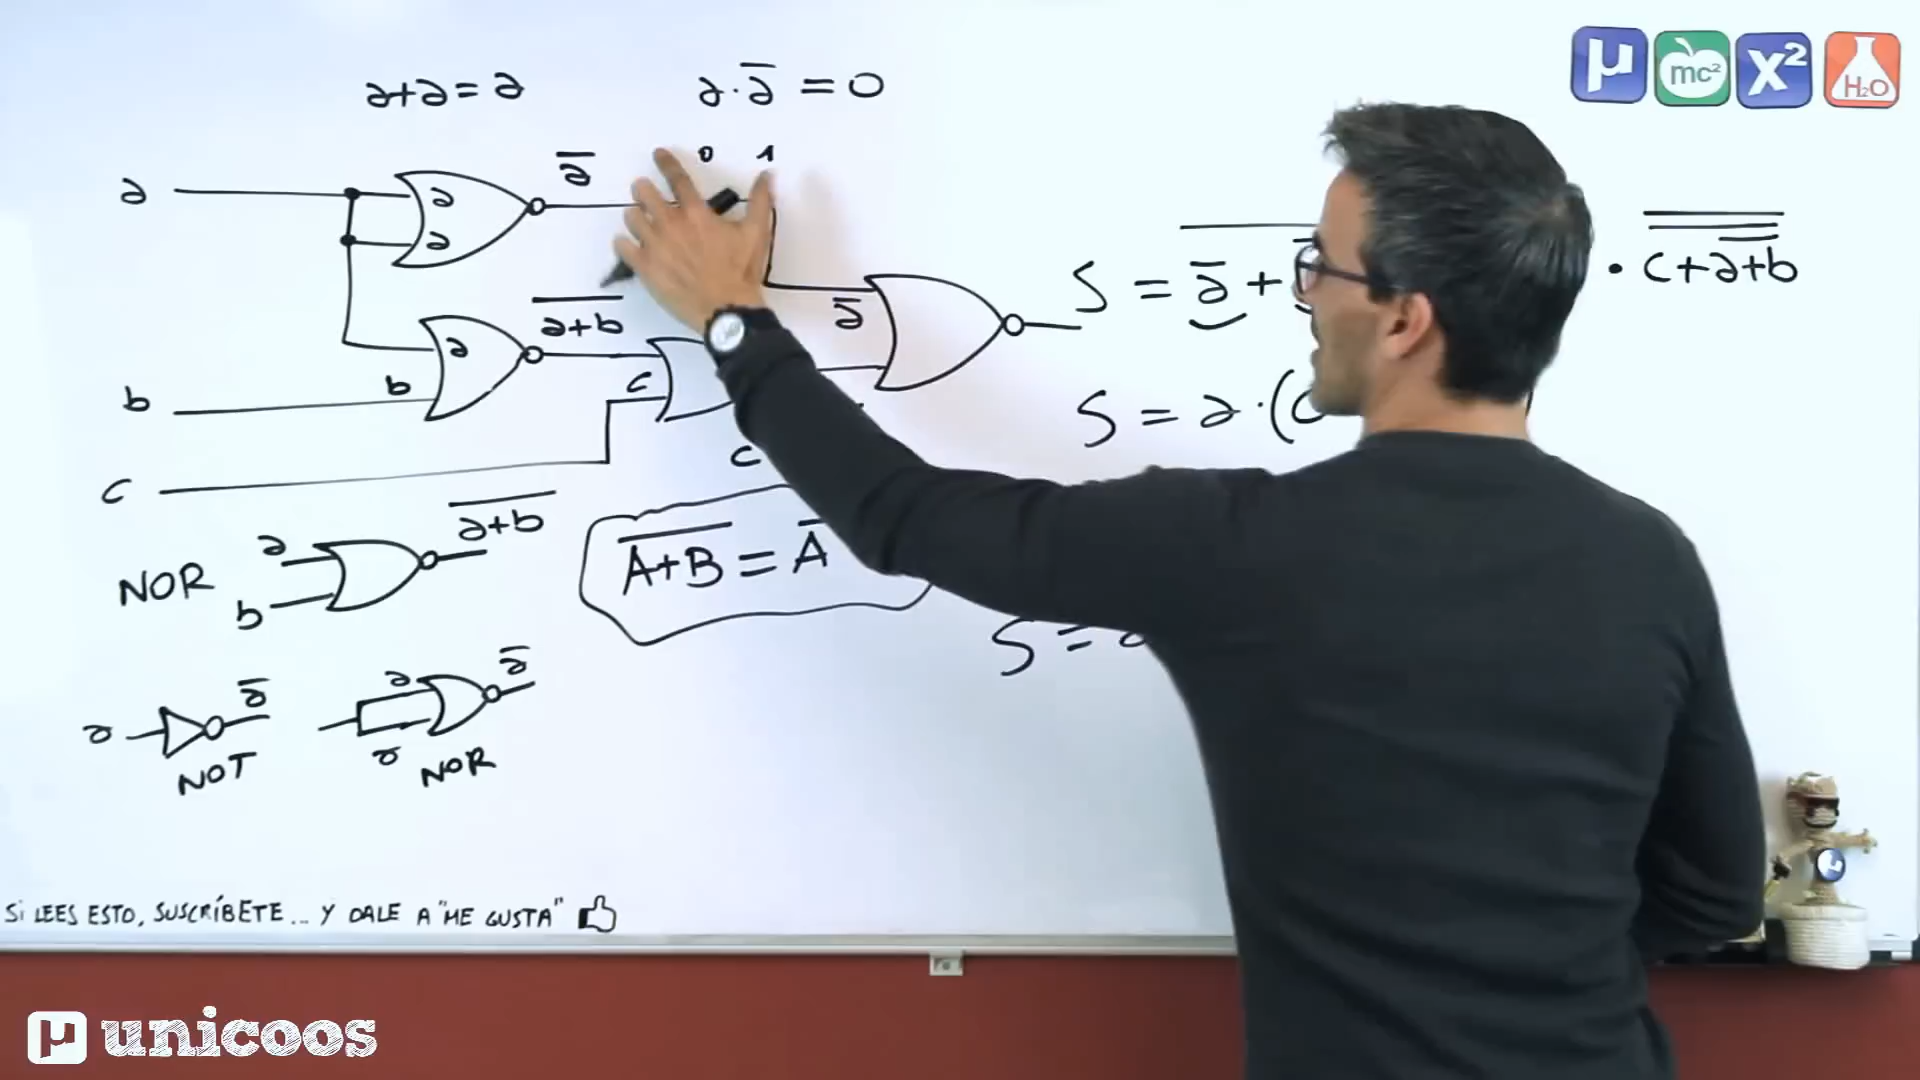 a+a=a
a·a̅ = 0
0 1
μ mc² x² H₂O
a
a
a
a̅
a̅+̅b̅
a
b
b
c
c
a̅
c
S = a̅ +
· c+a+b
S = a·(
NOR
a
b
a̅+̅b̅
A̅+̅B̅ = A̅
S =
a
a̅
NOT
a
a
a̅
NOR
SI LEES ESTO, SUSCRÍBETE... Y DALE A "ME GUSTA"
μ unicoos
μ